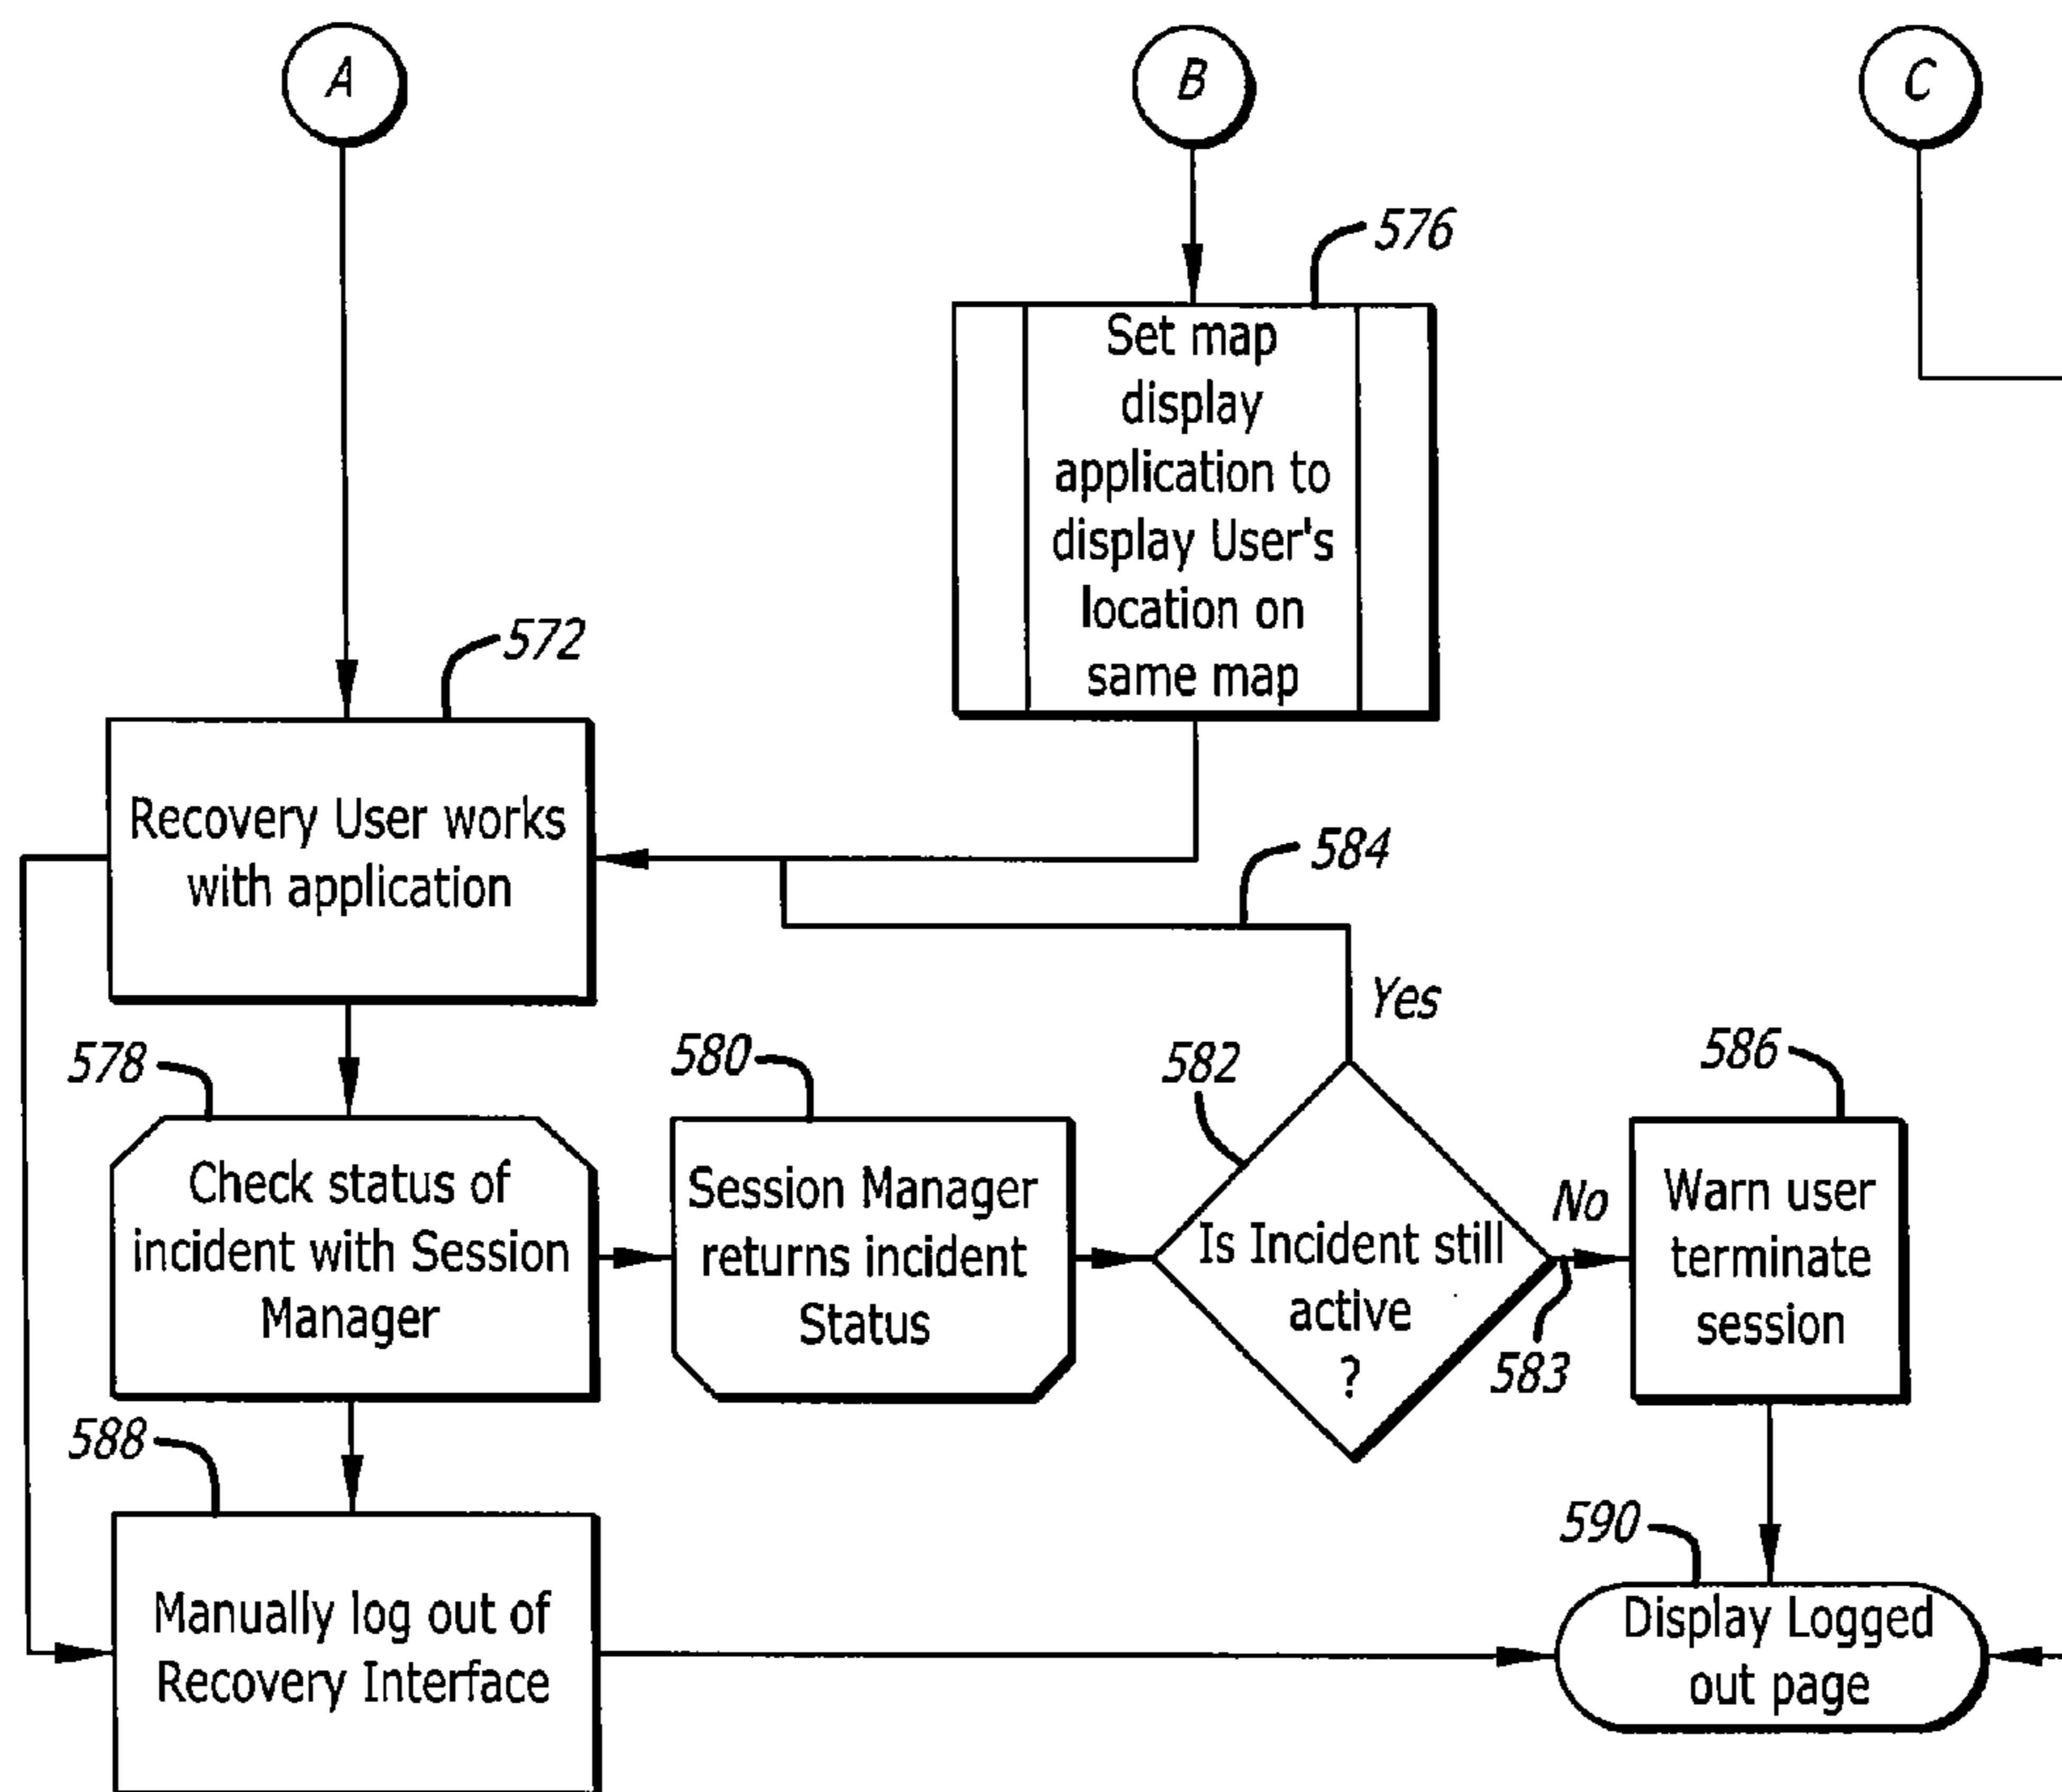 A
B
C
576
Set map
display
application to
display User's
location on
same map
572
Recovery User works
with application
584
Yes
578
Check status of
incident with Session
Manager
580
Session Manager
returns incident
Status
582
Is Incident still
active
?
No
583
586
Warn user
terminate
session
588
Manually log out of
Recovery Interface
590
Display Logged
out page